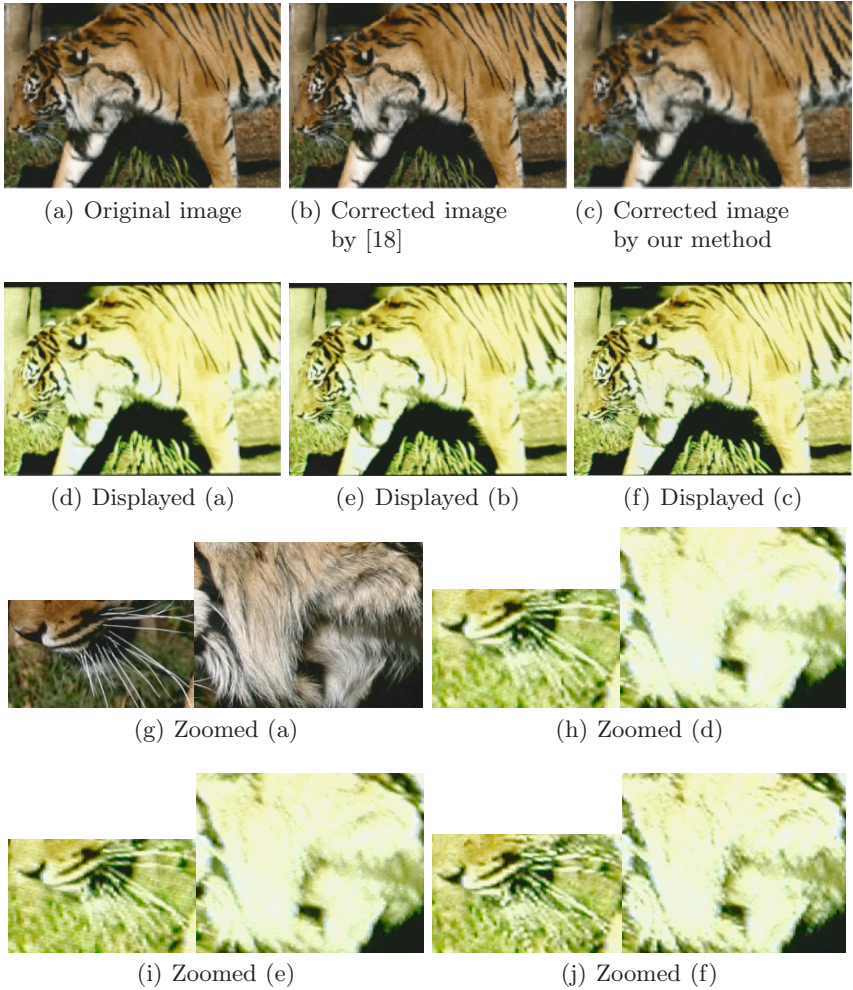 (a) Original image
(b) Corrected image
by [18]
(c) Corrected image
by our method
(d) Displayed (a)
(e) Displayed (b)
(f) Displayed (c)
(g) Zoomed (a)
(h) Zoomed (d)
(i) Zoomed (e)
(j) Zoomed (f)